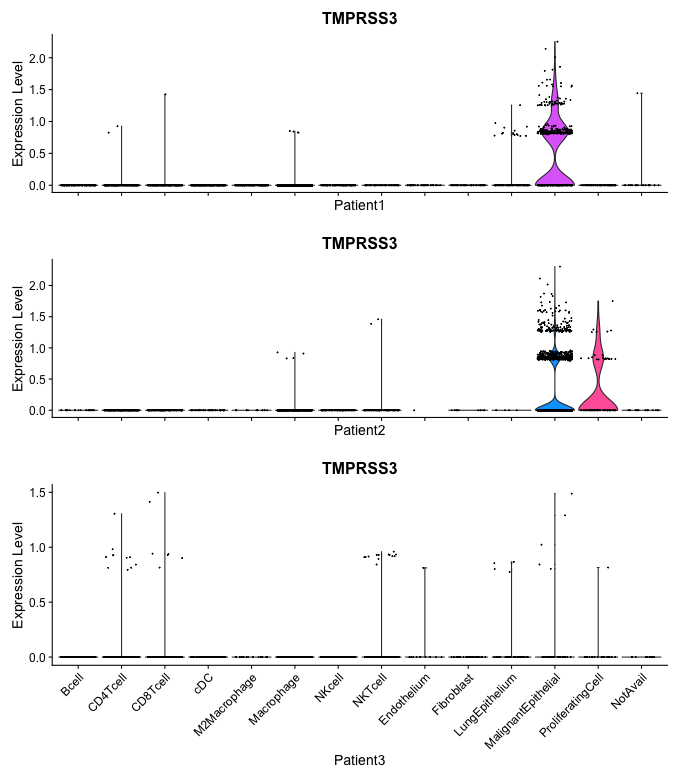 TMPRSS3
Expression Level
2.0
1.5
1.0
0.5
0.0
Patient1
TMPRSS3
Expression Level
2.0
1.5
1.0
0.5
0.0
Patient2
TMPRSS3
Expression Level
1.5
1.0
0.5
0.0
Bcell
CD4Tcell
CD8Tcell
cDC
M2Macrophage
Macrophage
NKcell
NKTcell
Endothelium
Fibroblast
LungEpithelium
MalignantEpithelial
ProliferatingCell
NotAvail
Patient3